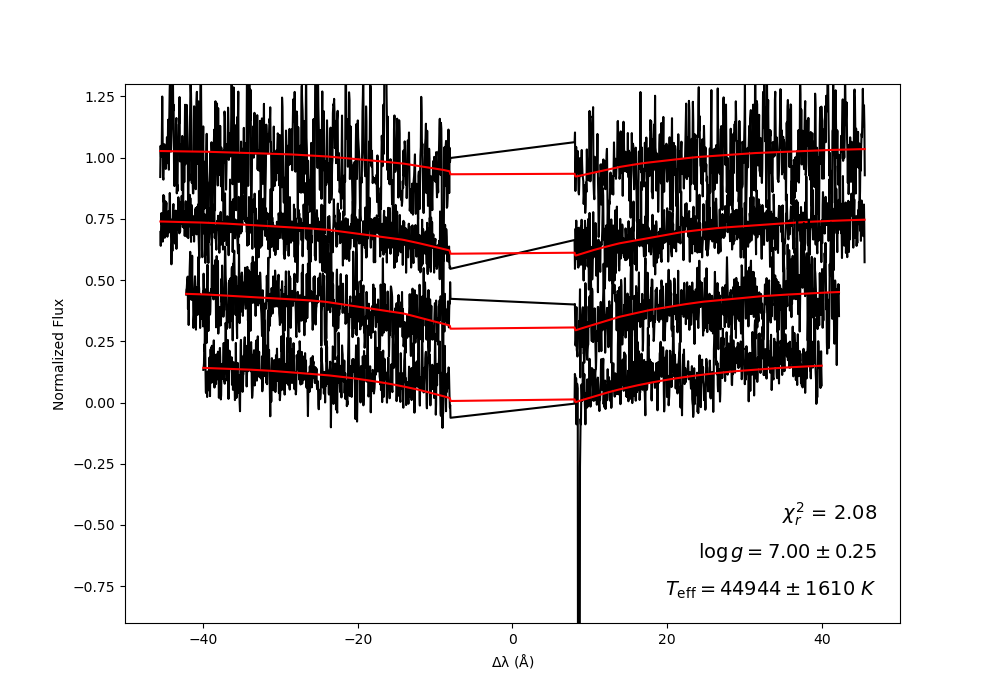 1.25
1.00
0.75
0.50
0.25
0.00
−0.25
−0.50
−0.75
Normalized Flux
χ²ᵣ = 2.08
log g = 7.00 ± 0.25
T_eff = 44944 ± 1610 K
−40 −20 0 20 40
Δλ (Å)